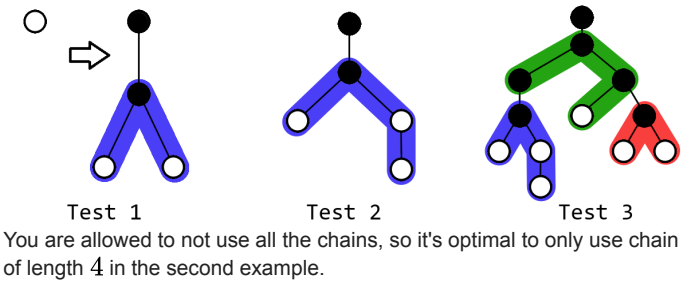 Test 1 Test 2 Test 3
You are allowed to not use all the chains, so it's optimal to only use chain
of length 4 in the second example.